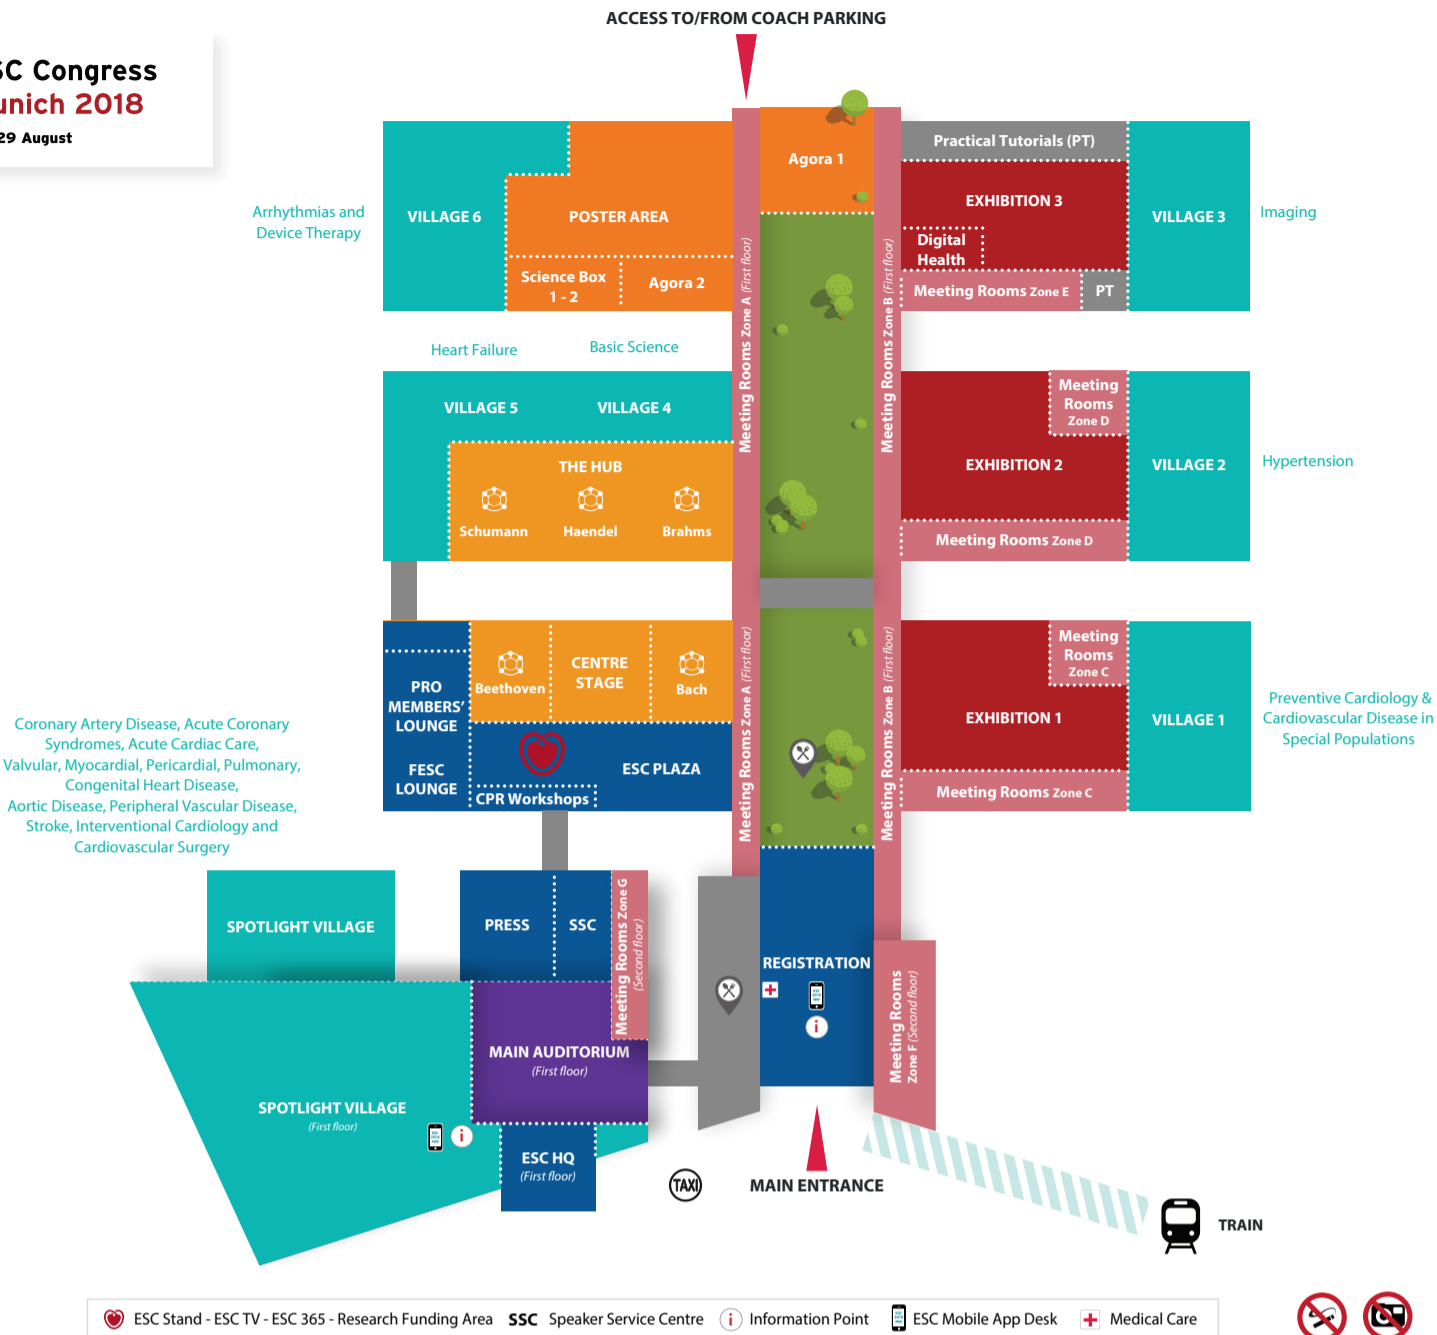 ACCESS TO/FROM COACH PARKING
SC Congress
unich 2018
29 August
Agora 1
Practical Tutorials (PT)
EXHIBITION 3
Digital
Health
Meeting Rooms Zone E
PT
VILLAGE 3
Imaging
Arrhythmias and
Device Therapy
VILLAGE 6
POSTER AREA
Science Box
1 - 2
Agora 2
Meeting Rooms Zone A (First floor)
Meeting Rooms Zone B (First floor)
Heart Failure
Basic Science
VILLAGE 5
VILLAGE 4
THE HUB
Schumann
Haendel
Brahms
Meeting
Rooms
Zone D
EXHIBITION 2
VILLAGE 2
Hypertension
Meeting Rooms Zone D
PRO
MEMBERS'
LOUNGE
FESC
LOUNGE
Beethoven
CENTRE
STAGE
Bach
ESC PLAZA
CPR Workshops
Meeting Rooms Zone A (First floor)
Meeting Rooms Zone B (First floor)
Meeting
Rooms
Zone C
EXHIBITION 1
VILLAGE 1
Preventive Cardiology &
Cardiovascular Disease in
Special Populations
Meeting Rooms Zone C
Coronary Artery Disease, Acute Coronary
Syndromes, Acute Cardiac Care,
Valvular, Myocardial, Pericardial, Pulmonary,
Congenital Heart Disease,
Aortic Disease, Peripheral Vascular Disease,
Stroke, Interventional Cardiology and
Cardiovascular Surgery
SPOTLIGHT VILLAGE
PRESS
SSC
Meeting Rooms Zone G
(Second floor)
REGISTRATION
Meeting Rooms
Zone F (Second floor)
MAIN AUDITORIUM
(First floor)
SPOTLIGHT VILLAGE
(First floor)
ESC HQ
(First floor)
TAXI
MAIN ENTRANCE
TRAIN
ESC Stand - ESC TV - ESC 365 - Research Funding Area SSC Speaker Service Centre i Information Point ESC Mobile App Desk Medical Care